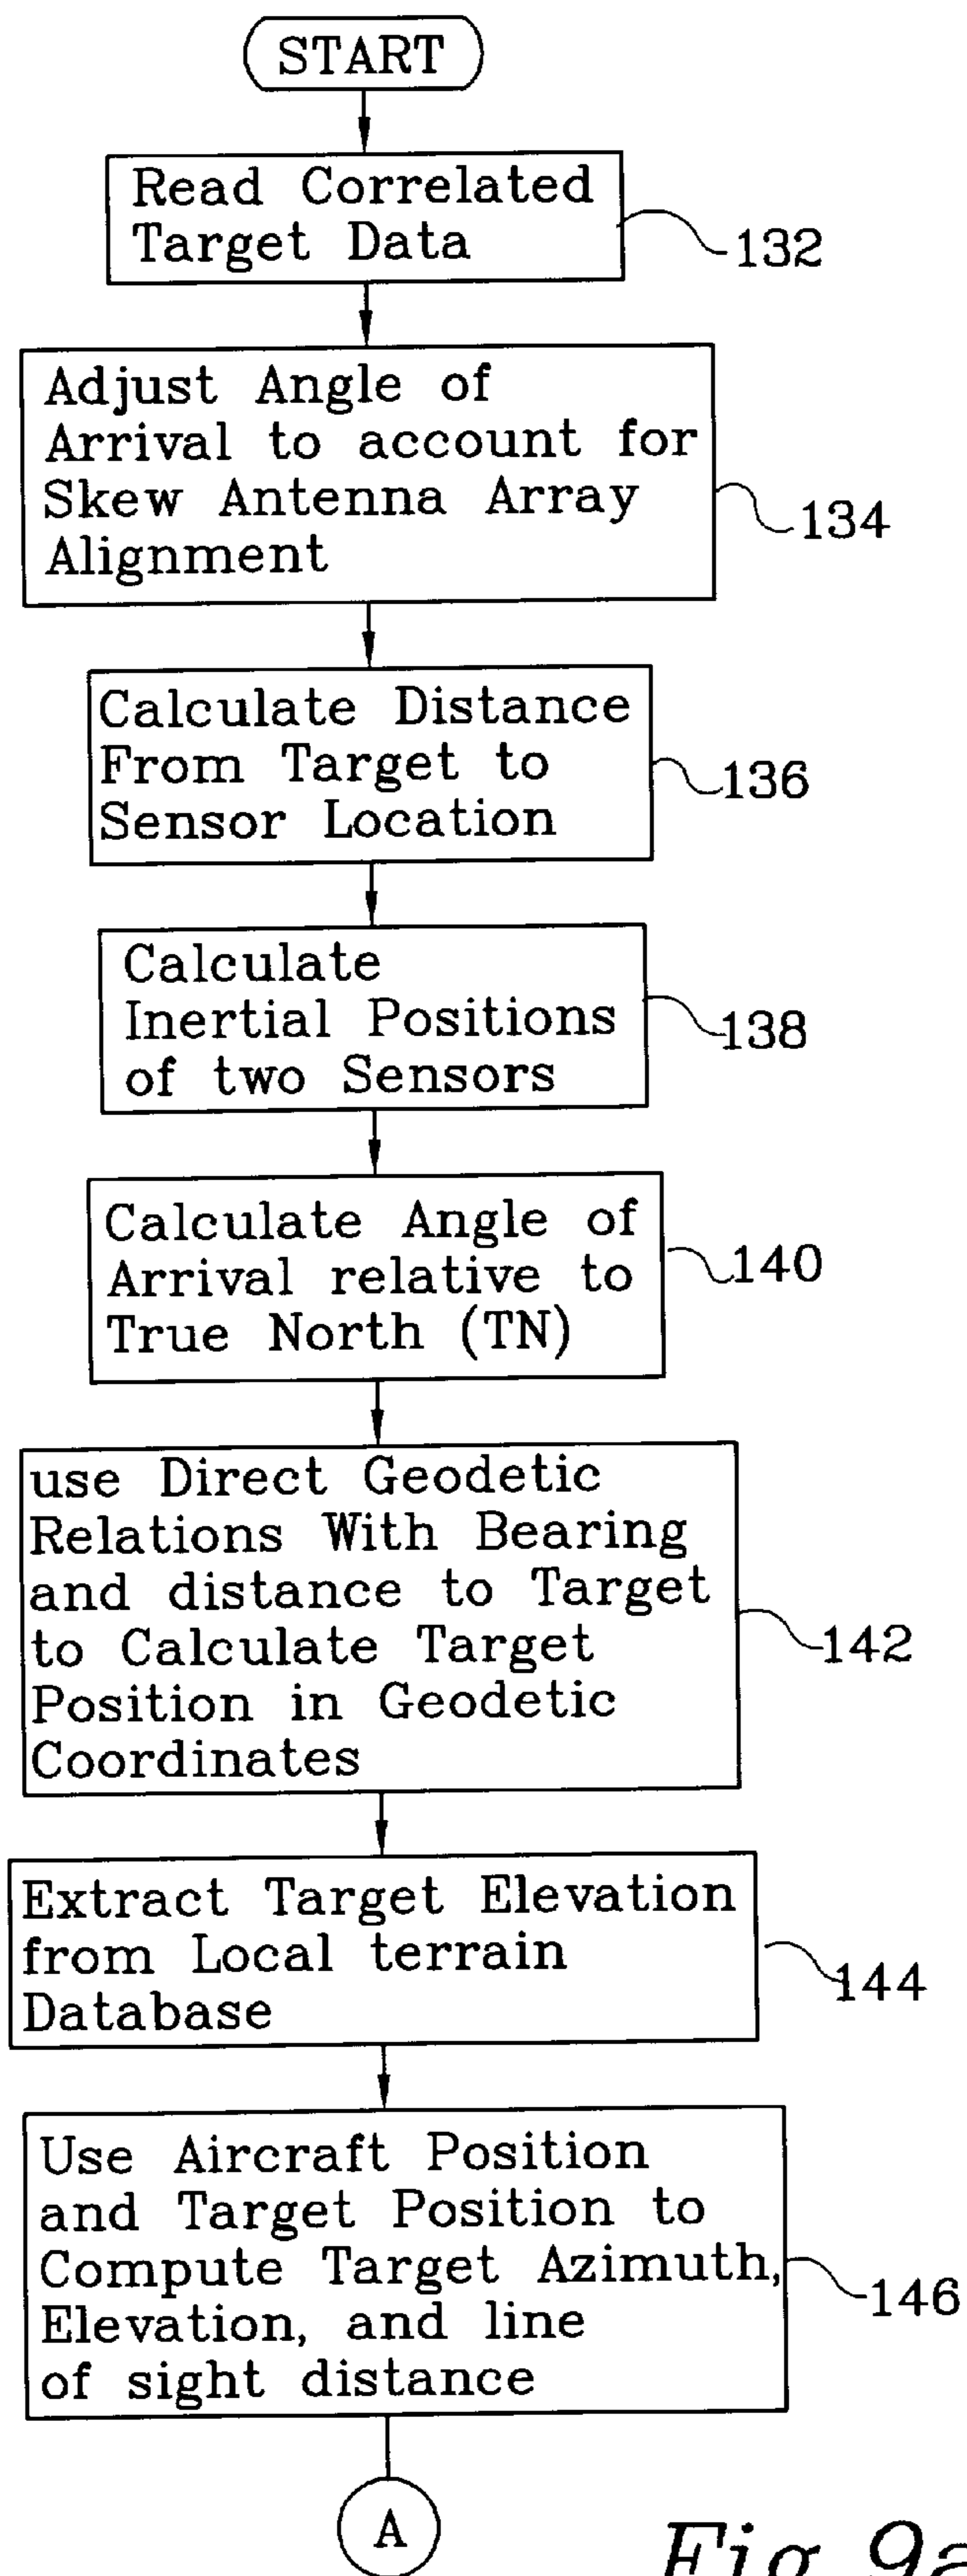 START
Read Correlated
Target Data
132
Adjust Angle of
Arrival to account for
Skew Antenna Array
Alignment
134
Calculate Distance
From Target to
Sensor Location
136
Calculate
Inertial Positions
of two Sensors
138
Calculate Angle of
Arrival relative to
True North (TN)
140
use Direct Geodetic
Relations With Bearing
and distance to Target
to Calculate Target
Position in Geodetic
Coordinates
142
Extract Target Elevation
from Local terrain
Database
144
Use Aircraft Position
and Target Position to
Compute Target Azimuth,
Elevation, and line
of sight distance
146
A
Fig 9a